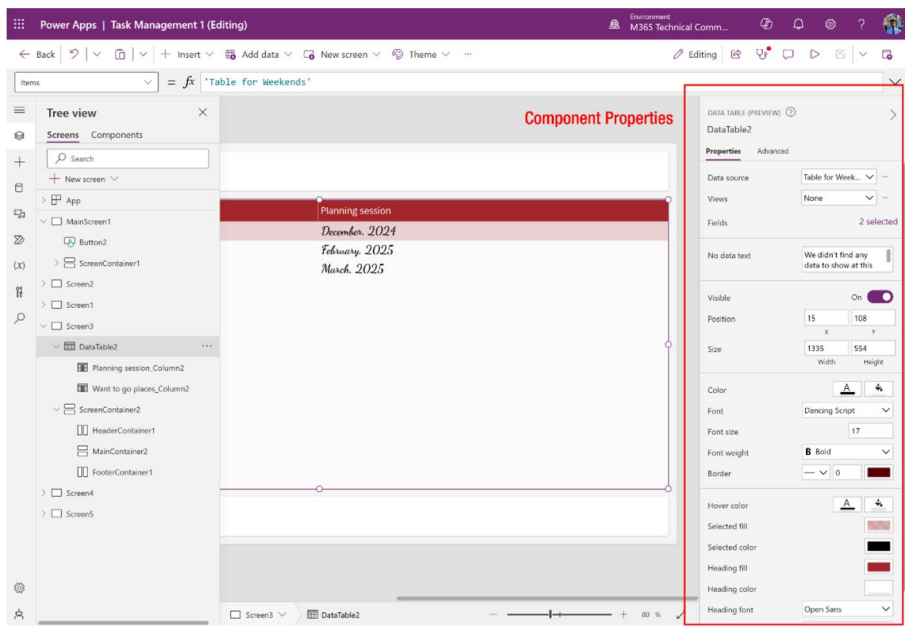 Power Apps | Task Management 1 (Editing)
Environment
M365 Technical Comm...
?
Back
Insert
Add data
New screen
Theme
...
Editing
Items
= fx 'Table for Weekends'
Tree view
Screens Components
Search
New screen
App
MainScreen1
Button2
ScreenContainer1
Screen2
Screen1
Screen3
DataTable2 ...
Planning session_Column2
Want to go places_Column2
ScreenContainer2
HeaderContainer1
MainContainer2
FooterContainer1
Screen4
Screen5
(x)
Component Properties
Planning session
December, 2024
February, 2025
March, 2025
Screen3
DataTable2
80 %
DATA TABLE (PREVIEW) ?
DataTable2
Properties Advanced
Data source Table for Week...
Views None
Fields 2 selected
No data text We didn't find any
data to show at this
Visible On
Position 15 108
X Y
Size 1335 554
Width Height
Color A
Font Dancing Script
Font size 17
Font weight B Bold
Border 0
Hover color A
Selected fill
Selected color
Heading fill
Heading color
Heading font Open Sans